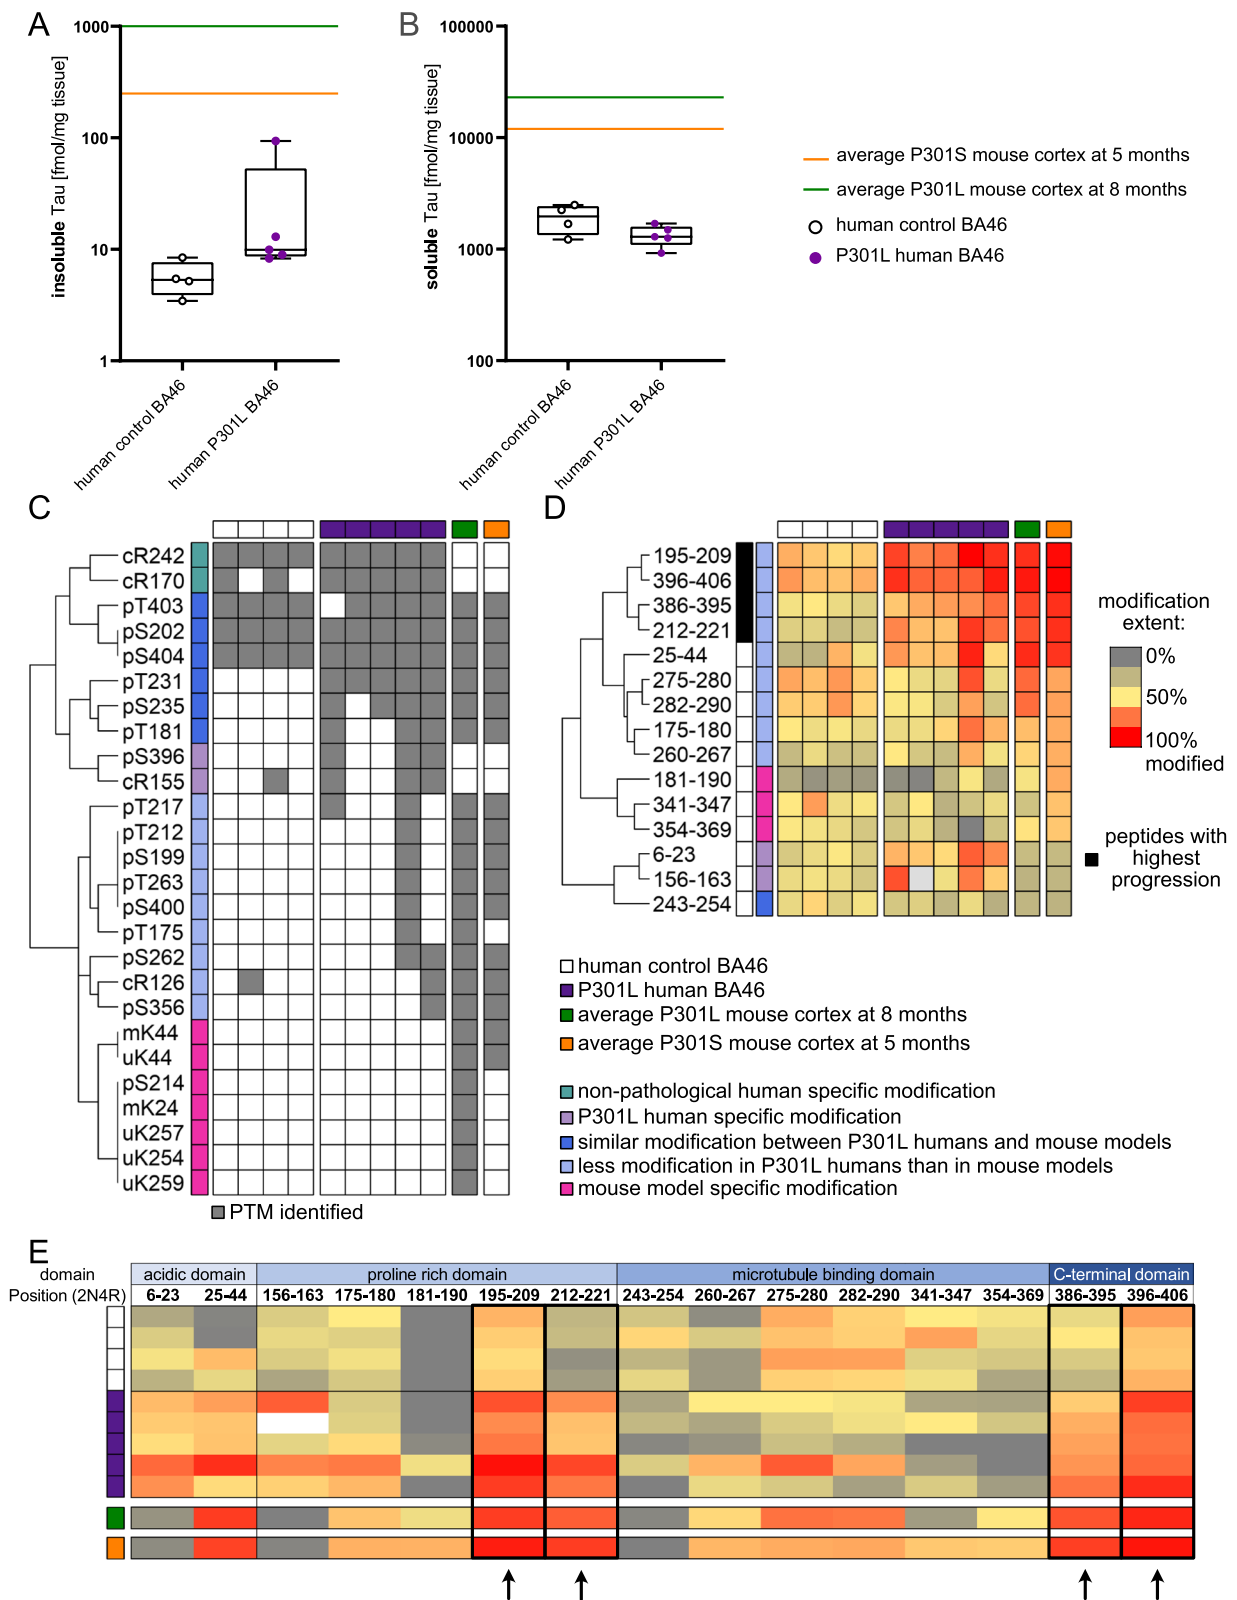 A
1000
100
10
1
insoluble Tau [fmol/mg tissue]
human control BA46
human P301L BA46
B
100000
10000
1000
100
soluble Tau [fmol/mg tissue]
human control BA46
human P301L BA46
average P301S mouse cortex at 5 months
average P301L mouse cortex at 8 months
human control BA46
P301L human BA46
C
cR242
cR170
pT403
pS202
pS404
pT231
pS235
pT181
pS396
cR155
pT217
pT212
pS199
pT263
pS400
pT175
pS262
cR126
pS356
mK44
uK44
pS214
mK24
uK257
uK254
uK259
PTM identified
D
195-209
396-406
386-395
212-221
25-44
275-280
282-290
175-180
260-267
181-190
341-347
354-369
6-23
156-163
243-254
modification
extent:
0%
50%
100%
modified
peptides with
highest
progression
human control BA46
P301L human BA46
average P301L mouse cortex at 8 months
average P301S mouse cortex at 5 months
non-pathological human specific modification
P301L human specific modification
similar modification between P301L humans and mouse models
less modification in P301L humans than in mouse models
mouse model specific modification
E
domain acidic domain proline rich domain microtubule binding domain C-terminal domain
Position (2N4R) 6-23 25-44 156-163 175-180 181-190 195-209 212-221 243-254 260-267 275-280 282-290 341-347 354-369 386-395 396-406